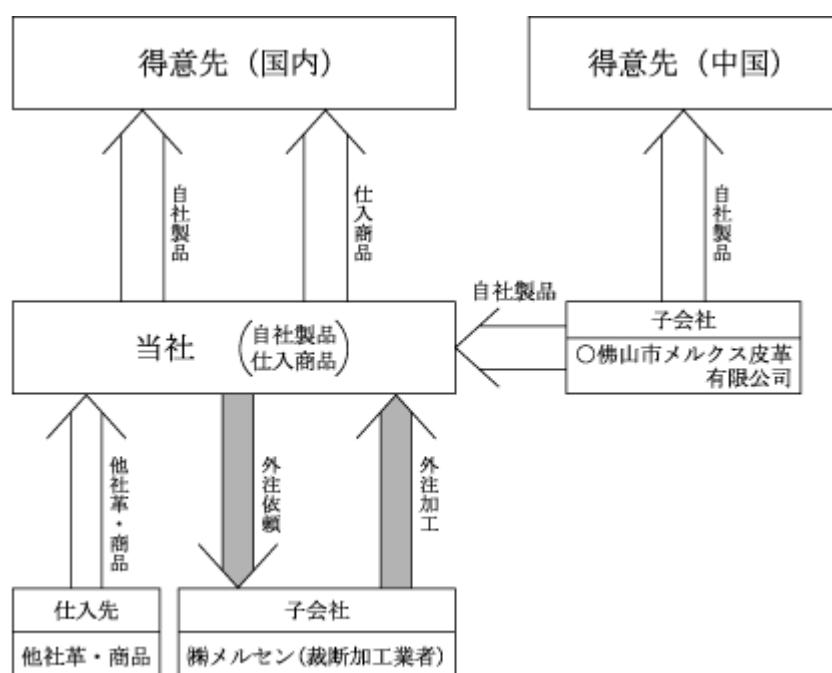 得意先（国内）
得意先（中国）
自社製品
仕入商品
自社製品
自社製品
当社
自社製品
仕入商品
子会社
○佛山市メルクス皮革
有限公司
他社革・商品
外注依頼
外注加工
仕入先
他社革・商品
子会社
㈱メルセン（裁断加工業者）